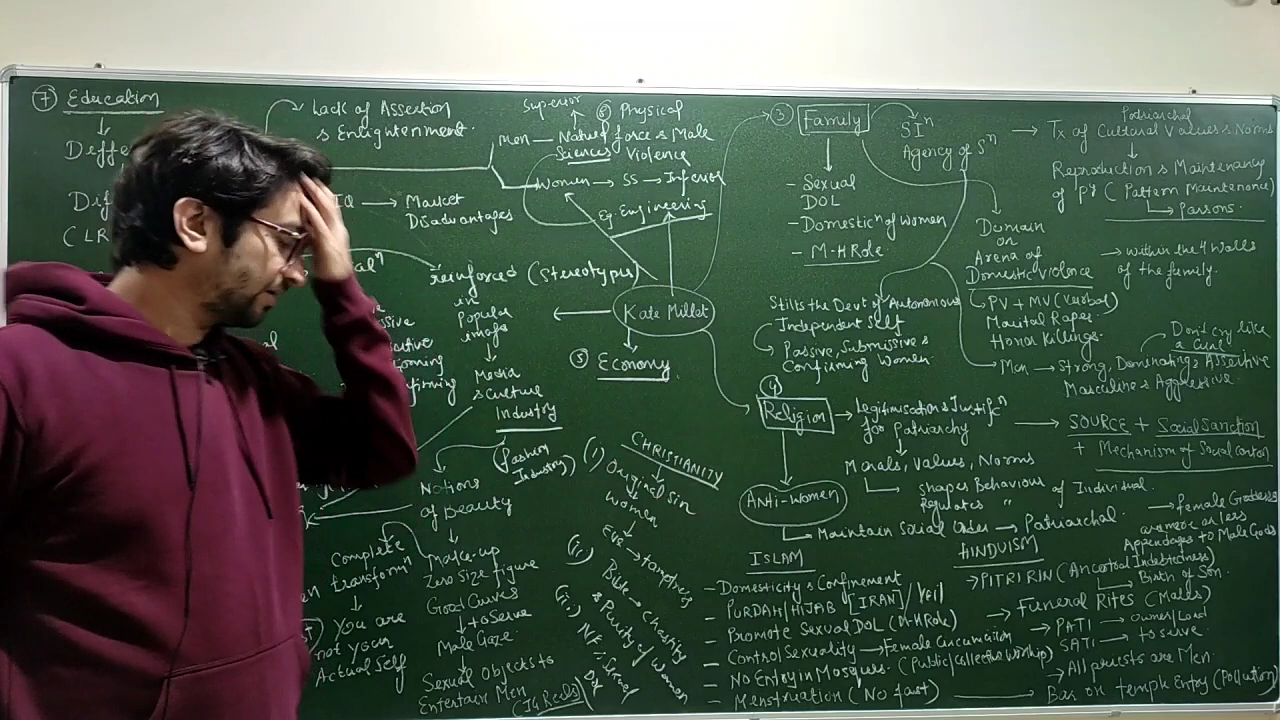 ⑦ Education
Diffe
Dif
(LR
Lack of Assertion
& Enlightenment.
IQ → Market
Disadvantages
Superior
⑥ Physical
Men — Natural force & Male
Sciences Violence
Women → SS → Inferior
Eg. Engineering
reinforced (stereotypes)
in
popular
image
Media
& Culture
Industry
(Fashion
Industry)
Kate Millet
⑤ Economy
Notions
of beauty
Make-up
Zero Size figure
Good Curves
to serve
Male Gaze.
Sexual Objects to
Entertain Men
(IG Reels)
Complete
transformⁿ
You are
not your
Actual Self
③ Family
- Sexual
DOL
- Domesticⁿ of Women
- M-H Role
SIⁿ
Agency of Sⁿ
→ Tx of Cultural Values & Norms
Patriarchal
Reproduction & Maintenance
of py (Pattern Maintenance)
Parsons.
Domain
or
Arena of
Domestic Violence
→ within the 4 walls
of the family.
PV + MV (Verbal)
Marital Rapes.
Honor Killings.
Stilts the Devt of Autonomous
Independent Self
Passive, Submissive &
Confirming Women.
Don't cry like
a Girl
Men → Strong, Dominating & Assertive
Masculine & Aggressive.
④
Religion → Legitimisation & Justificⁿ
for Patriarchy
→ SOURCE + Social Sanction
+ Mechanism of Social Control
Morals, Values, Norms
shapes Behaviour of Individual.
Regulates "
Anti-Women
Maintain Social Order → Patriarchal.
CHRISTIANITY
(i) Original Sin
Women
Eve → temptress
(ii) Bible → Chastity
& Purity of Women
(iii)
ISLAM
- Domesticity & Confinement
- PURDAH/HIJAB [IRAN]/Veil
- Promote Sexual DOL (M-H Role)
- Control Sexuality → Female Circumcision
- No Entry in Mosques. (Public/collective worship)
- Menstruation (No fast)
HINDUISM
→ female Goddess
are more or less
Appendages to Male Gods
→ PITRI RIN (Ancestral Indebtedness)
Birth of Son.
→ Funeral Rites (Males)
→ PATI → Owner/Lord
SATI → to serve.
→ All priests are Men.
Bar on temple Entry (Pollution)